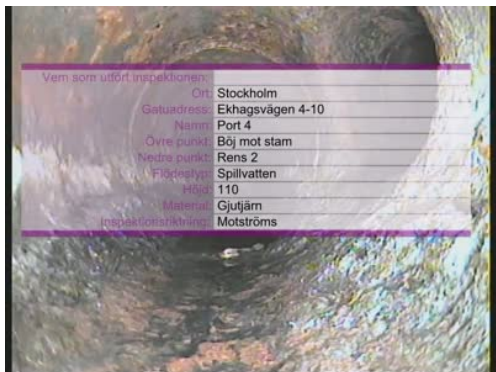 Vem som utfört inspektionen:
Ort: Stockholm
Gatuadress: Ekhagsvägen 4-10
Namn: Port 4
Övre punkt: Böj mot stam
Nedre punkt: Rens 2
Flödestyp: Spillvatten
Höjd: 110
Material: Gjutjärn
Inspektionsriktning: Motströms